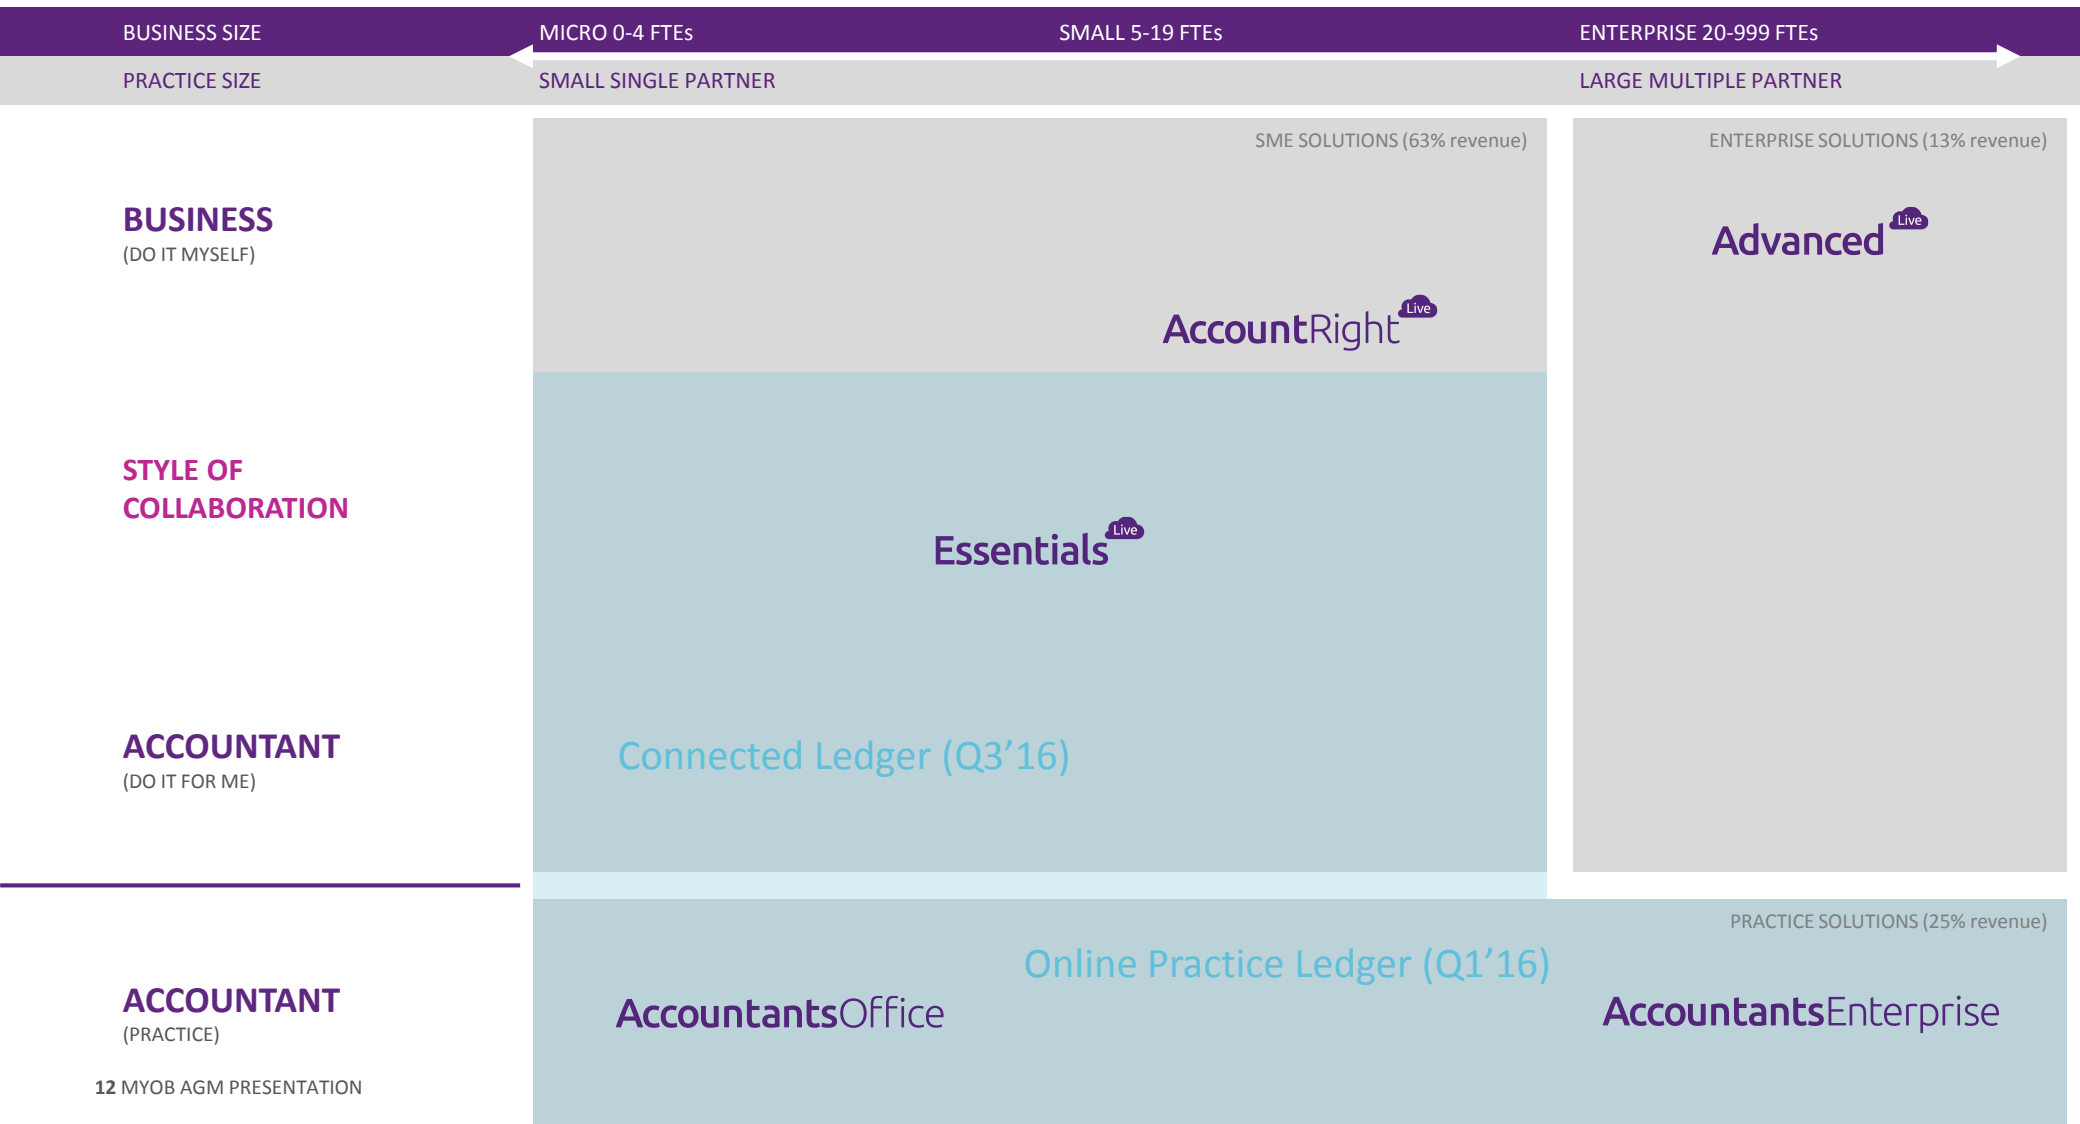 BUSINESS SIZE MICRO 0-4 FTEs SMALL 5-19 FTEs ENTERPRISE 20-999 FTEs
PRACTICE SIZE SMALL SINGLE PARTNER LARGE MULTIPLE PARTNER
SME SOLUTIONS (63% revenue) ENTERPRISE SOLUTIONS (13% revenue)
BUSINESS
(DO IT MYSELF)
Advanced Live
AccountRight Live
STYLE OF
COLLABORATION
Essentials Live
ACCOUNTANT
(DO IT FOR ME)
Connected Ledger (Q3’16)
PRACTICE SOLUTIONS (25% revenue)
Online Practice Ledger (Q1’16)
ACCOUNTANT
(PRACTICE)
AccountantsOffice AccountantsEnterprise
12 MYOB AGM PRESENTATION